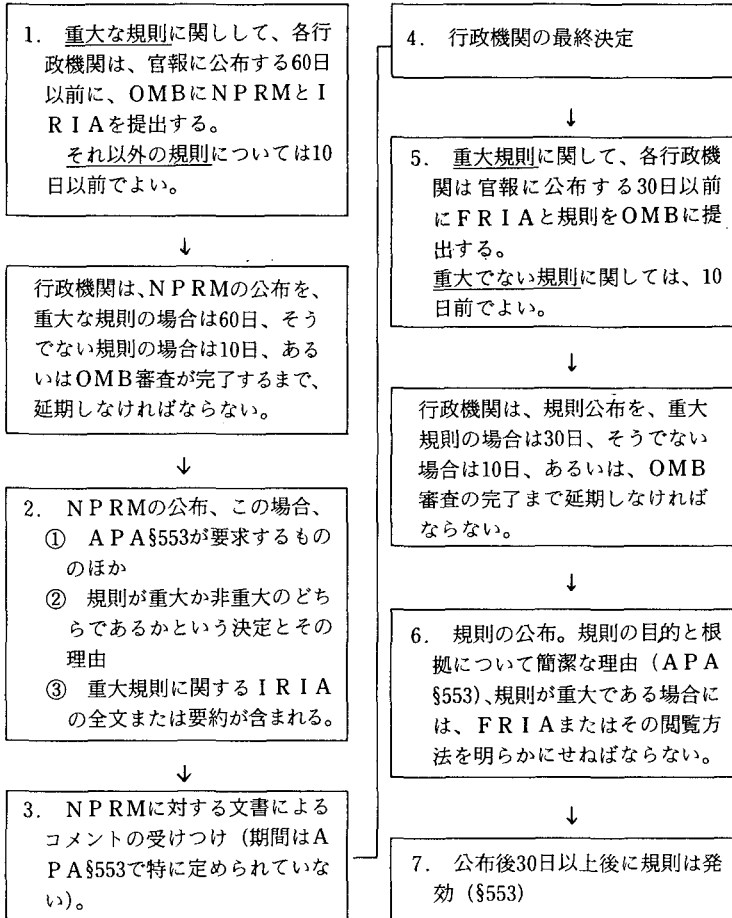 1. 重大な規則に関しして、各行
政機関は、官報に公布する60日
以前に、OMBにNPRMとI
RIAを提出する。
それ以外の規則については10
日以前でよい。
↓
行政機関は、NPRMの公布を、
重大な規則の場合は60日、そう
でない規則の場合は10日、ある
いはOMB審査が完了するまで、
延期しなければならない。
↓
2. NPRMの公布、この場合、
① APA§553が要求するもの
のほか
② 規則が重大か非重大のどち
らであるかという決定とその
理由
③ 重大規則に関するIRIA
の全文または要約が含まれる。
↓
3. NPRMに対する文書による
コメントの受けつけ（期間はA
PA§553で特に定められていな
い）。
4. 行政機関の最終決定
↓
5. 重大規則に関して、各行政機
関は官報に公布する30日以前
にFRIAと規則をOMBに提
出する。
重大でない規則に関しては、10
日前でよい。
↓
行政機関は、規則公布を、重大
規則の場合は30日、そうでない
場合は10日、あるいは、OMB
審査の完了まで延期しなければ
ならない。
↓
6. 規則の公布。規則の目的と根
拠について簡潔な理由（APA
§553）、規則が重大である場合に
は、FRIAまたはその閲覧方
法を明らかにせねばならない。
↓
7. 公布後30日以上後に規則は発
効（§553）